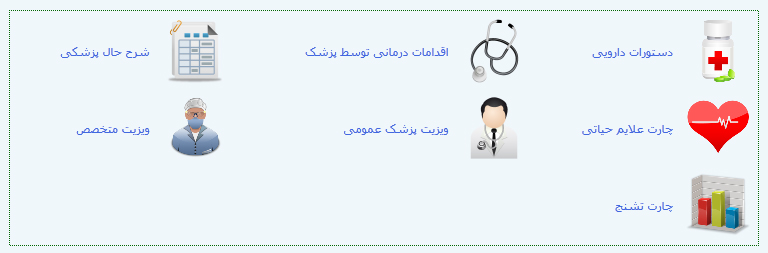 دستورات دارویی
اقدامات درمانی توسط پزشک
شرح حال پزشکی
چارت علایم حیاتی
ویزیت پزشک عمومی
ویزیت متخصص
چارت تشنج